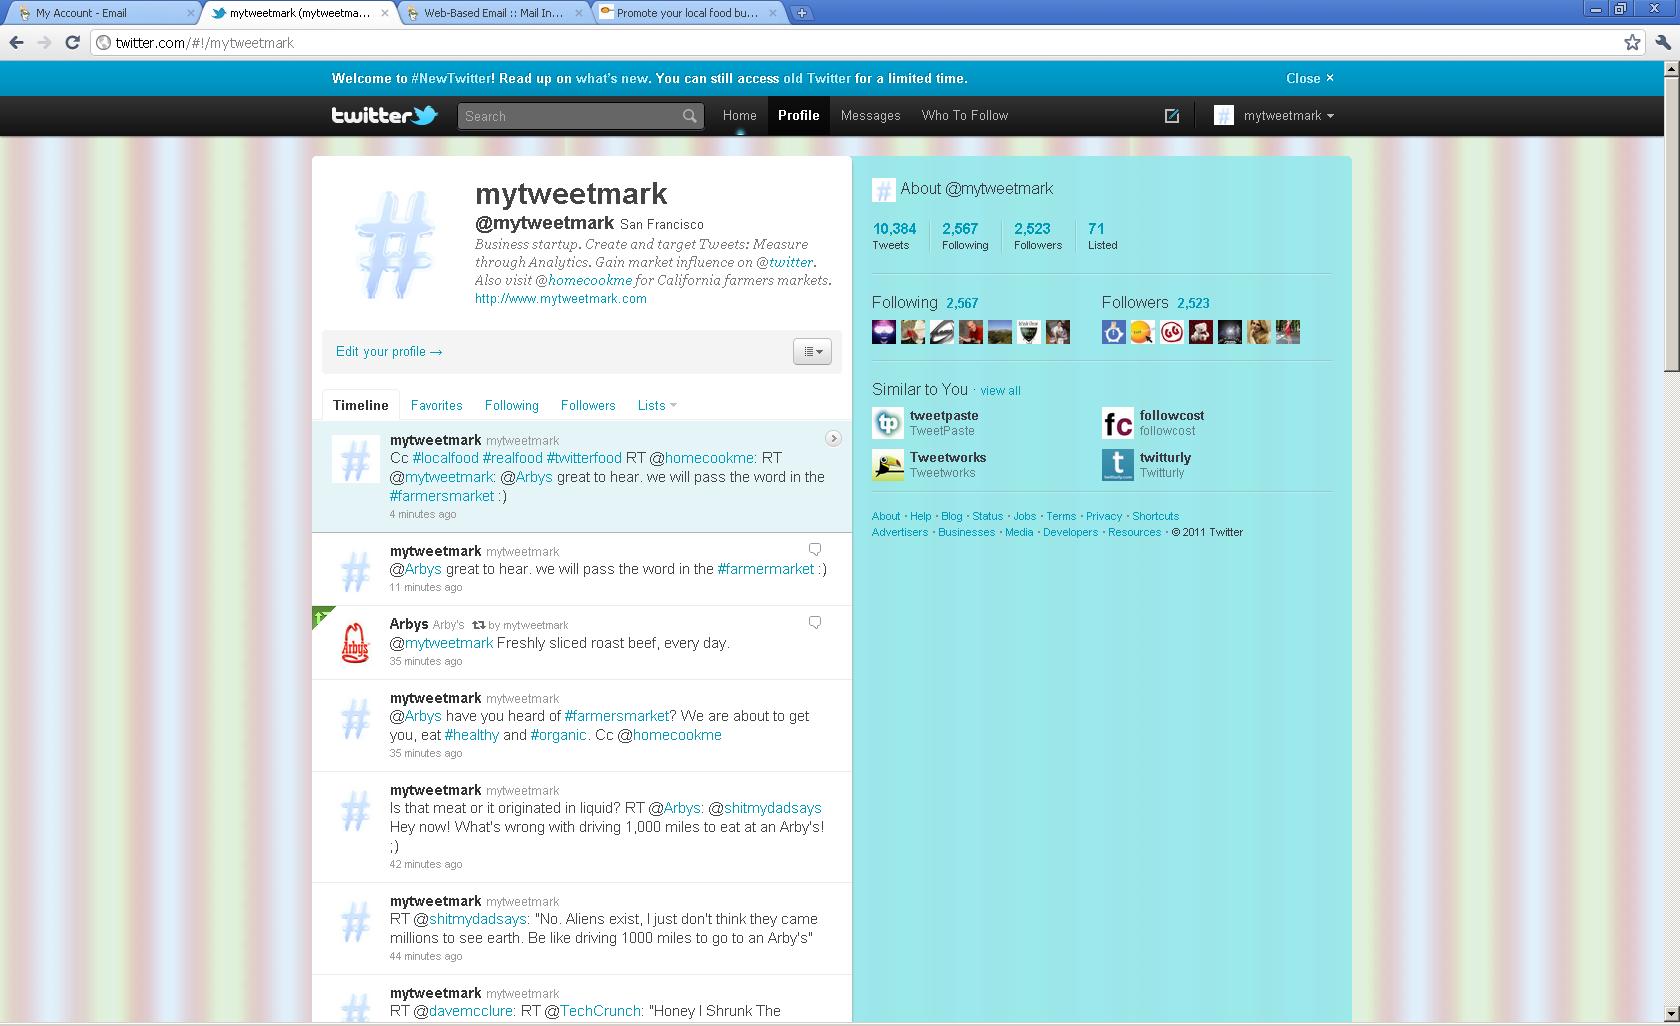 My Account - Email
mytweetmark (mytweetma...
Web-Based Email :: Mail In...
Promote your local food bu...
twitter.com/#!/mytweetmark
Welcome to #NewTwitter! Read up on what's new. You can still access old Twitter for a limited time.
Close ×
twitter
Search
Home
Profile
Messages
Who To Follow
mytweetmark
#
mytweetmark
@mytweetmark San Francisco
Business startup. Create and target Tweets: Measure
through Analytics. Gain market influence on @twitter.
Also visit @homecookme for California farmers markets.
http://www.mytweetmark.com
Edit your profile →
Timeline
Favorites
Following
Followers
Lists
mytweetmark mytweetmark
Cc #localfood #realfood #twitterfood RT @homecookme: RT
@mytweetmark: @Arbys great to hear. we will pass the word in the
#farmersmarket :)
4 minutes ago
mytweetmark mytweetmark
@Arbys great to hear. we will pass the word in the #farmermarket :)
11 minutes ago
Arby's
Arbys Arby's by mytweetmark
@mytweetmark Freshly sliced roast beef, every day.
35 minutes ago
mytweetmark mytweetmark
@Arbys have you heard of #farmersmarket? We are about to get
you, eat #healthy and #organic. Cc @homecookme
35 minutes ago
mytweetmark mytweetmark
Is that meat or it originated in liquid? RT @Arbys: @shitmydadsays
Hey now! What's wrong with driving 1,000 miles to eat at an Arby's!
;)
42 minutes ago
mytweetmark mytweetmark
RT @shitmydadsays: "No. Aliens exist, I just don't think they came
millions to see earth. Be like driving 1000 miles to go to an Arby's"
44 minutes ago
mytweetmark mytweetmark
RT @davemcclure: RT @TechCrunch: "Honey I Shrunk The
About @mytweetmark
10,384 2,567 2,523 71
Tweets Following Followers Listed
Following 2,567
Followers 2,523
Similar to You · view all
tp
tweetpaste
TweetPaste
fc
followcost
followcost
Tweetworks
Tweetworks
t
twitturly
Twitturly
About · Help · Blog · Status · Jobs · Terms · Privacy · Shortcuts
Advertisers · Businesses · Media · Developers · Resources · © 2011 Twitter